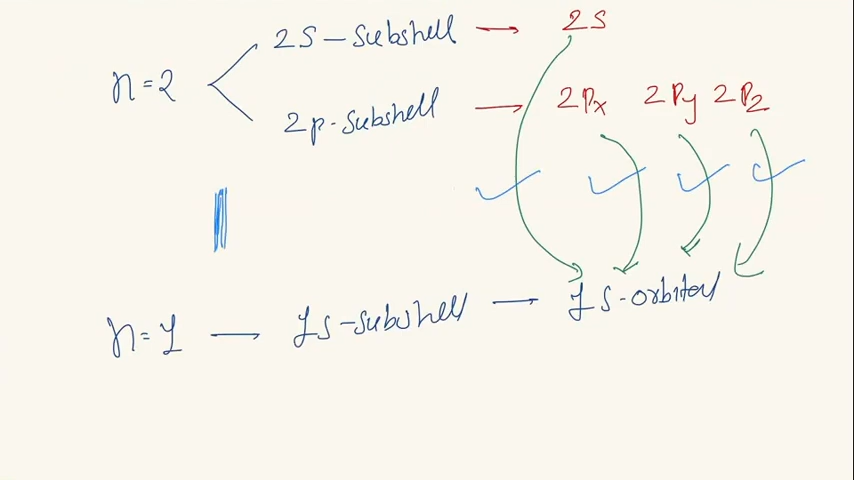 2S-subshell → 2S
n=2
2p-subshell → 2Px 2Py 2Pz
n=1 — 1s-subshell → 1s-orbital